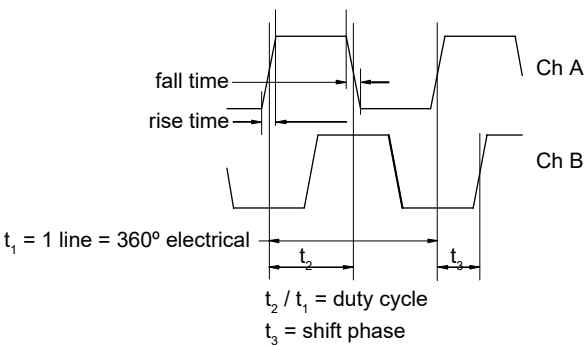 Ch A
fall time
rise time
Ch B
t₁ = 1 line = 360º electrical
t₂
t₃
t₂ / t₁ = duty cycle
t₃ = shift phase